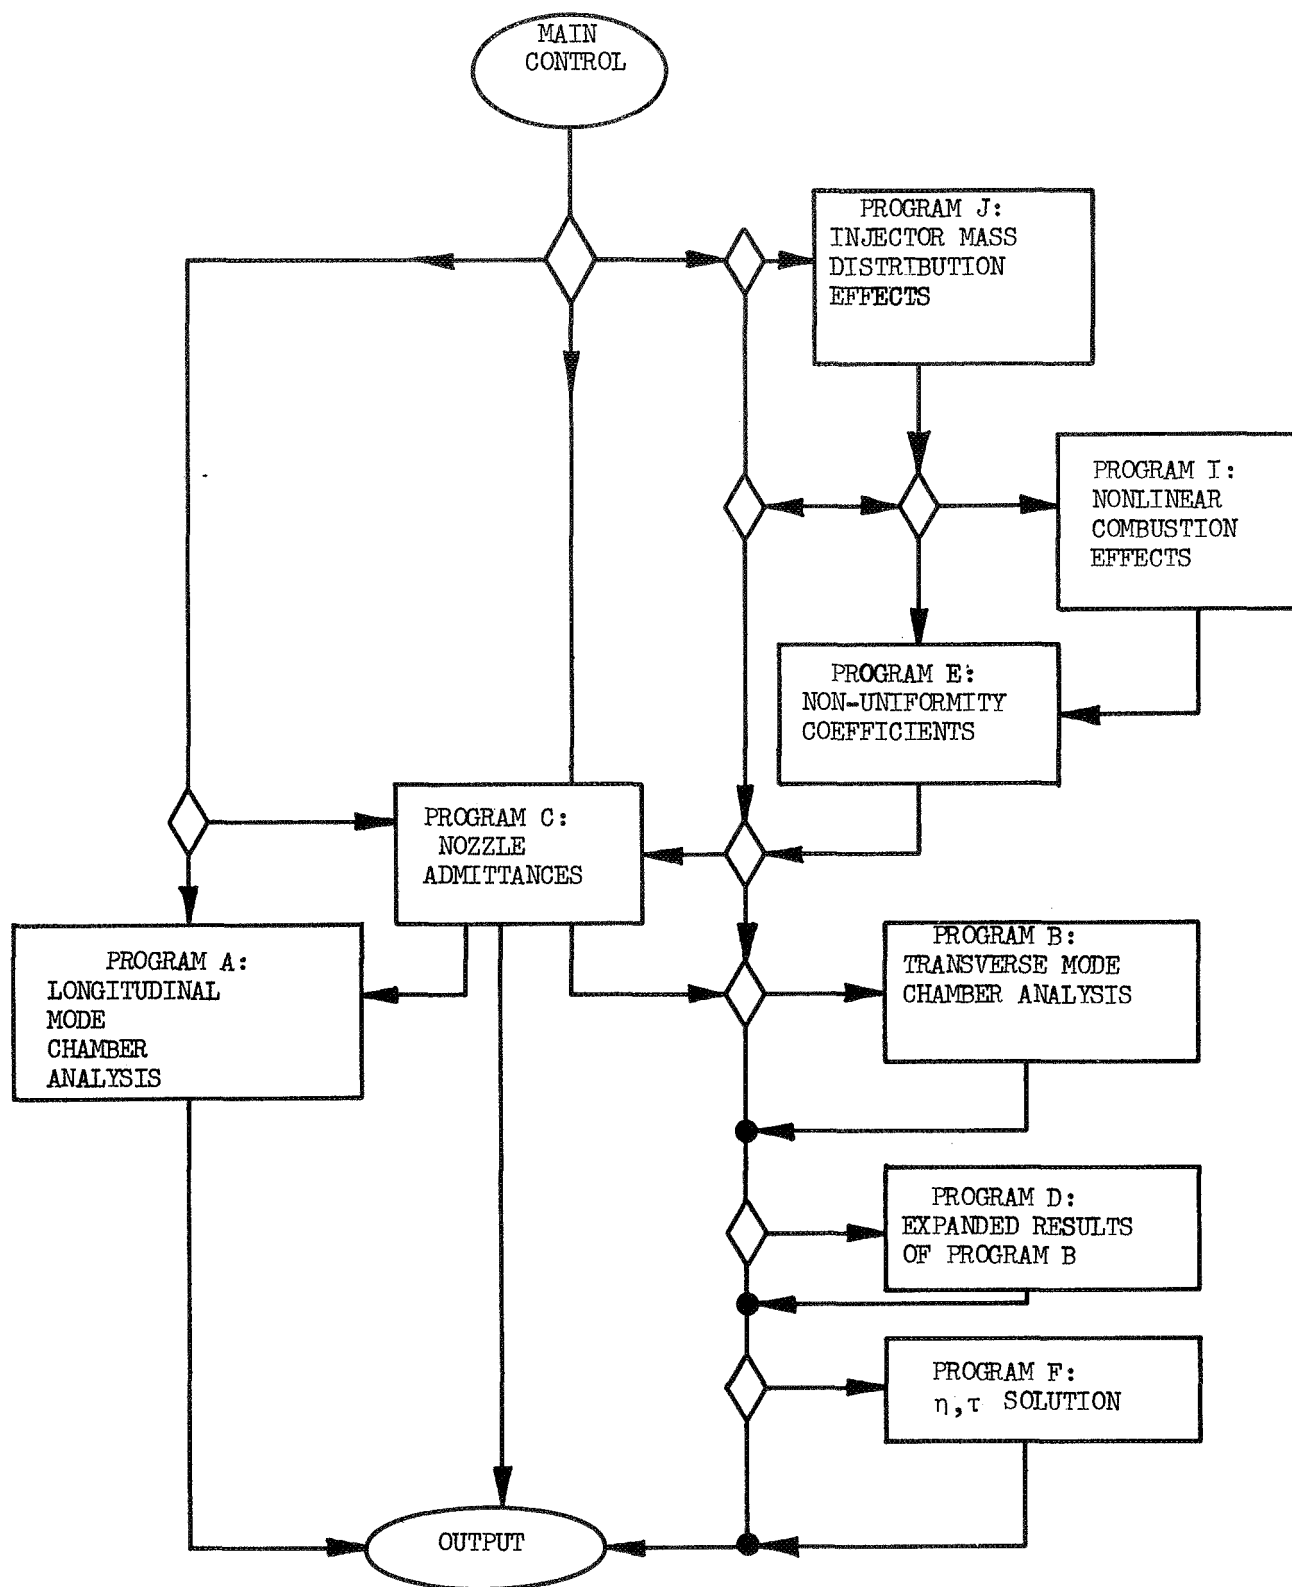 MAIN
CONTROL
PROGRAM J:
INJECTOR MASS
DISTRIBUTION
EFFECTS
PROGRAM I:
NONLINEAR
COMBUSTION
EFFECTS
PROGRAM E:
NON-UNIFORMITY
COEFFICIENTS
PROGRAM C:
NOZZLE
ADMITTANCES
PROGRAM A:
LONGITUDINAL
MODE
CHAMBER
ANALYSIS
PROGRAM B:
TRANSVERSE MODE
CHAMBER ANALYSIS
PROGRAM D:
EXPANDED RESULTS
OF PROGRAM B
PROGRAM F:
η,τ SOLUTION
OUTPUT